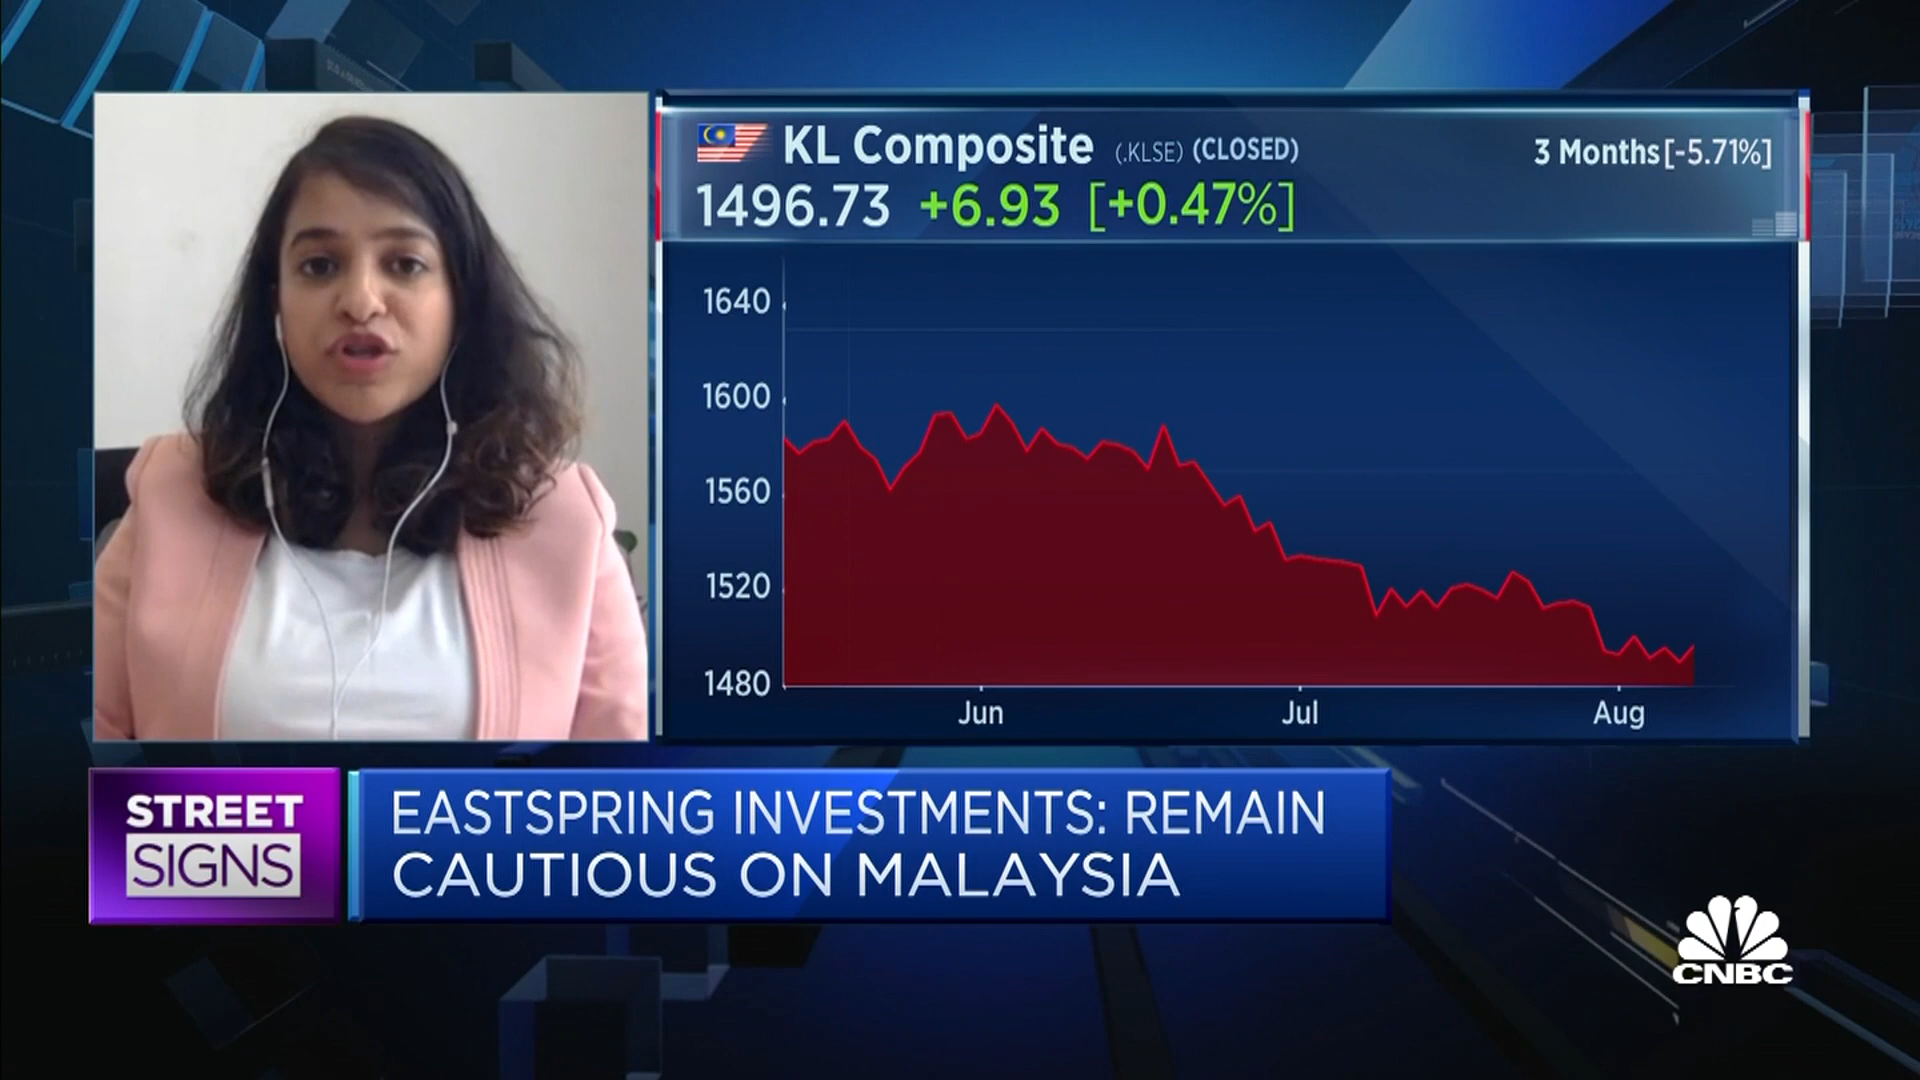 KL Composite (.KLSE) (CLOSED)
3 Months [-5.71%]
1496.73 +6.93 [+0.47%]
1640
1600
1560
1520
1480
Jun Jul Aug
STREET
SIGNS
EASTSPRING INVESTMENTS: REMAIN
CAUTIOUS ON MALAYSIA
CNBC